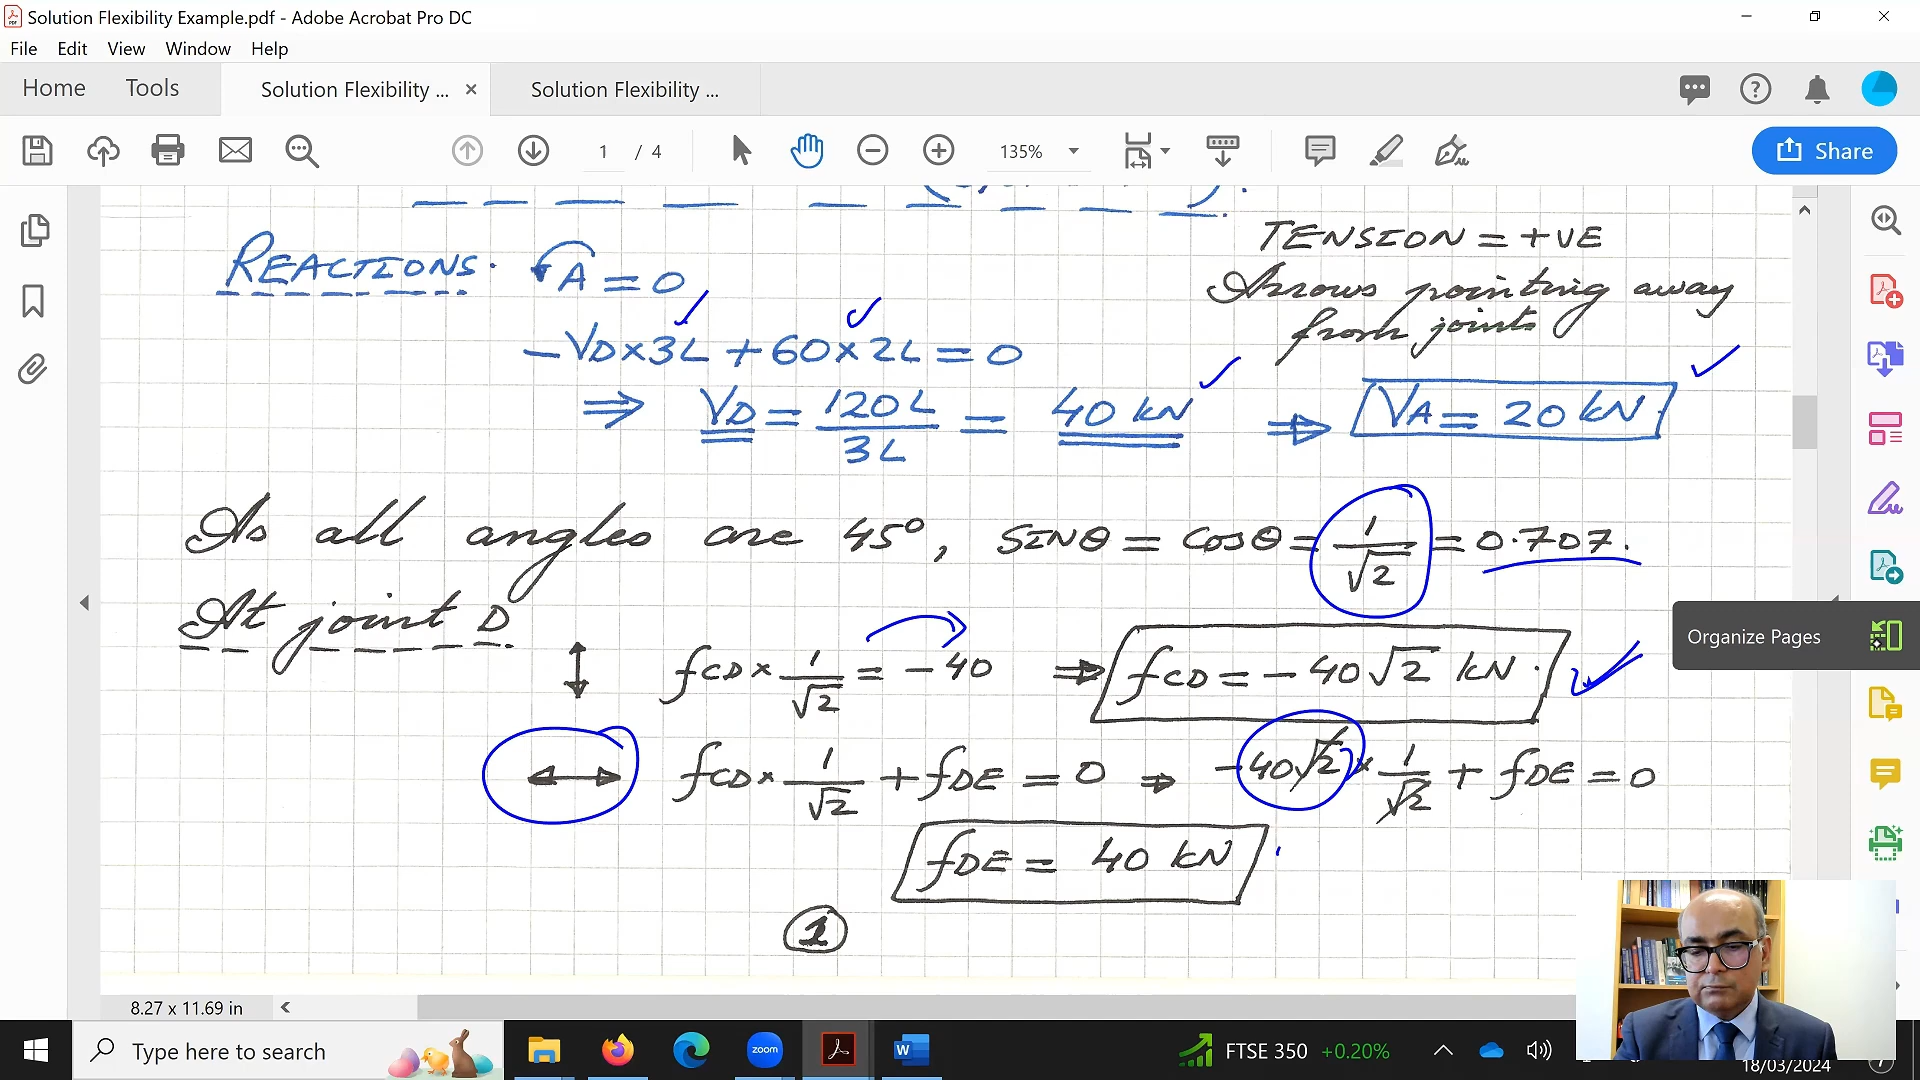 Solution Flexibility Example.pdf - Adobe Acrobat Pro DC
File Edit View Window Help
Home Tools Solution Flexibility ... × Solution Flexibility ...
1 / 4 135% Share
TENSION = +VE
Arrows pointing away
from joints
REACTIONS. A = 0
-VD × 3L + 60 × 2L = 0
⇒ VD = 120L / 3L = 40 kN ⇒ VA = 20 kN.
As all angles are 45°, SINθ = COSθ = 1/√2 = 0.707.
At joint D
↕ fCD × 1/√2 = -40 ⇒ fCD = -40√2 kN.
↔ fCD × 1/√2 + fDE = 0 ⇒ -40√2 × 1/√2 + fDE = 0
fDE = 40 kN
1
Organize Pages
8.27 x 11.69 in
Type here to search
zoom
W
FTSE 350 +0.20%
18/03/2024